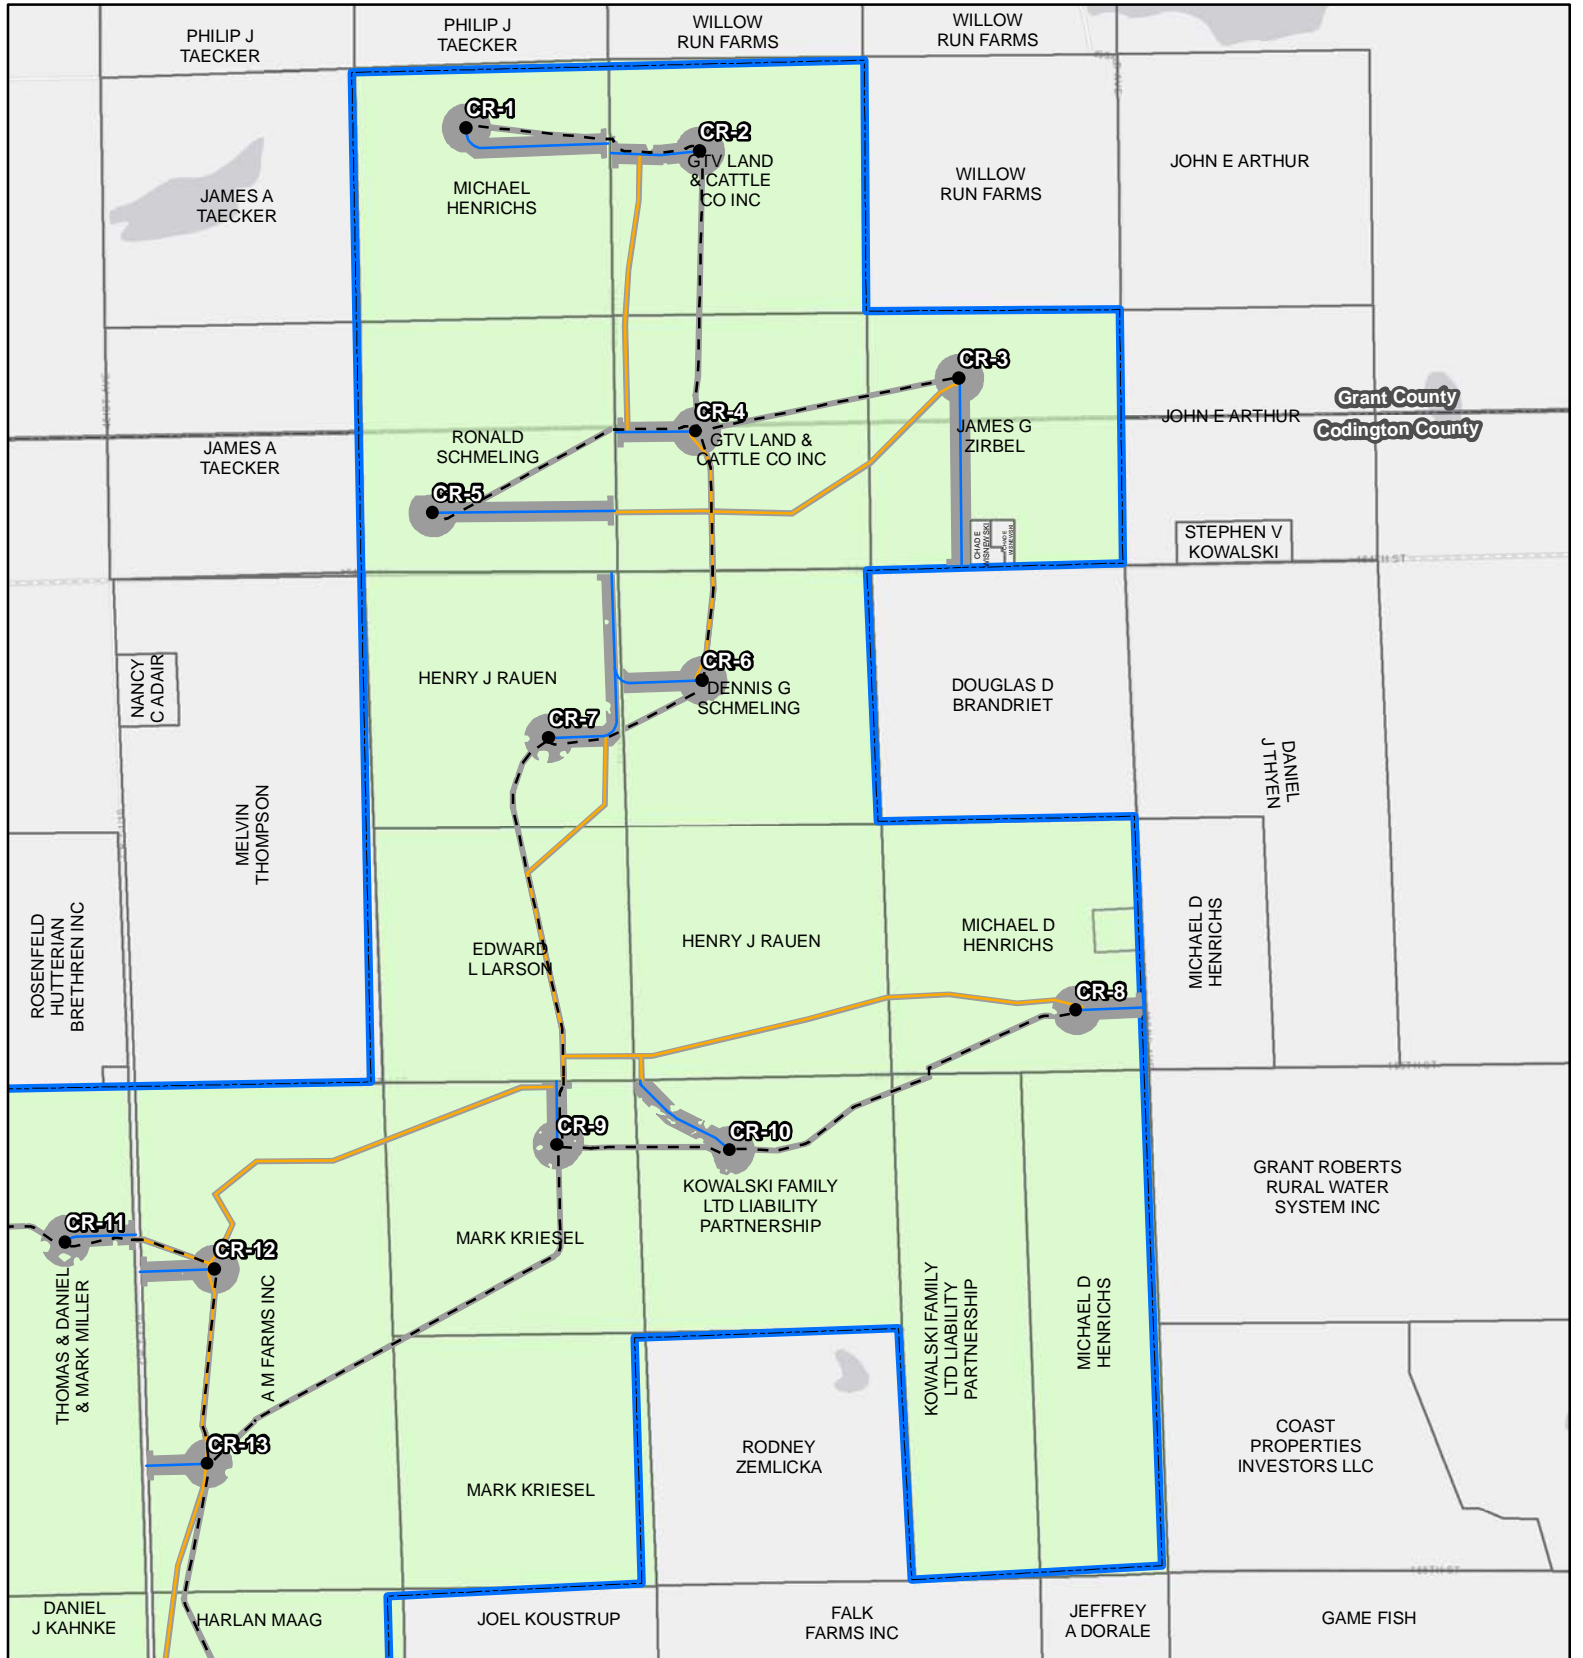 PHILIP J
TAECKER
PHILIP J
TAECKER
WILLOW
RUN FARMS
WILLOW
RUN FARMS
CR-1
CR-2
GTV LAND
& CATTLE
CO INC
MICHAEL
HENRICHS
JAMES A
TAECKER
WILLOW
RUN FARMS
JOHN E ARTHUR
CR-3
CR-4
Grant County
Codington County
JOHN E ARTHUR
JAMES G
ZIRBEL
GTV LAND &
CATTLE CO INC
RONALD
SCHMELING
JAMES A
TAECKER
CR-5
CHAD E
WISNEWSKI
CHAD E
WISNEWSKI
STEPHEN V
KOWALSKI
NANCY
C ADAIR
HENRY J RAUEN
CR-6
DENNIS G
SCHMELING
DOUGLAS D
BRANDRIET
CR-7
DANIEL
J THYEN
MELVIN
THOMPSON
ROSENFELD
HUTTERIAN
BRETHREN INC
EDWARD
L LARSON
HENRY J RAUEN
MICHAEL D
HENRICHS
MICHAEL D
HENRICHS
CR-8
CR-9
CR-10
KOWALSKI FAMILY
LTD LIABILITY
PARTNERSHIP
GRANT ROBERTS
RURAL WATER
SYSTEM INC
CR-11
CR-12
MARK KRIESEL
THOMAS & DANIEL
& MARK MILLER
A M FARMS INC
KOWALSKI FAMILY
LTD LIABILITY
PARTNERSHIP
MICHAEL D
HENRICHS
CR-13
MARK KRIESEL
RODNEY
ZEMLICKA
COAST
PROPERTIES
INVESTORS LLC
DANIEL
J KAHNKE
HARLAN MAAG
JOEL KOUSTRUP
FALK
FARMS INC
JEFFREY
A DORALE
GAME FISH